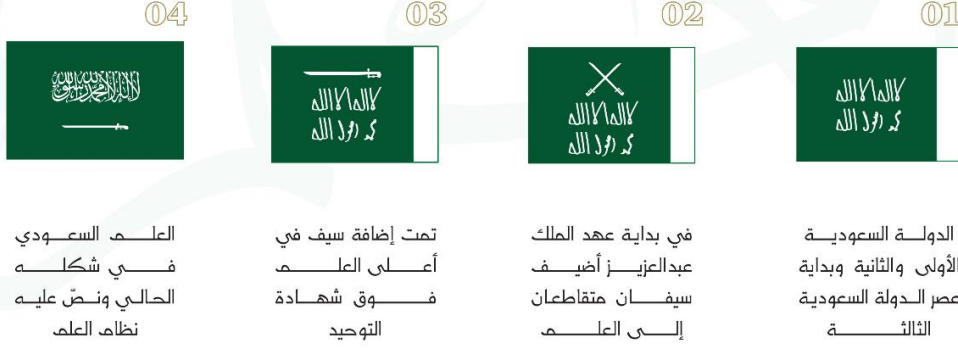 01
لا إله إلا الله
محمد رسول الله
الدولة السعودية
الأولى والثانية وبداية
عصر الدولة السعودية
الثالثة
02
لا إله إلا الله
محمد رسول الله
في بداية عهد الملك
عبدالعزيز أضيف
سيفان متقاطعان
إلى العلم
03
لا إله إلا الله
محمد رسول الله
تمت إضافة سيف في
أعلى العلم
فوق شهادة
التوحيد
04
لا إله إلا الله محمد رسول الله
العلم السعودي
في شكله
الحالي ونصّ عليه
نظام العلم